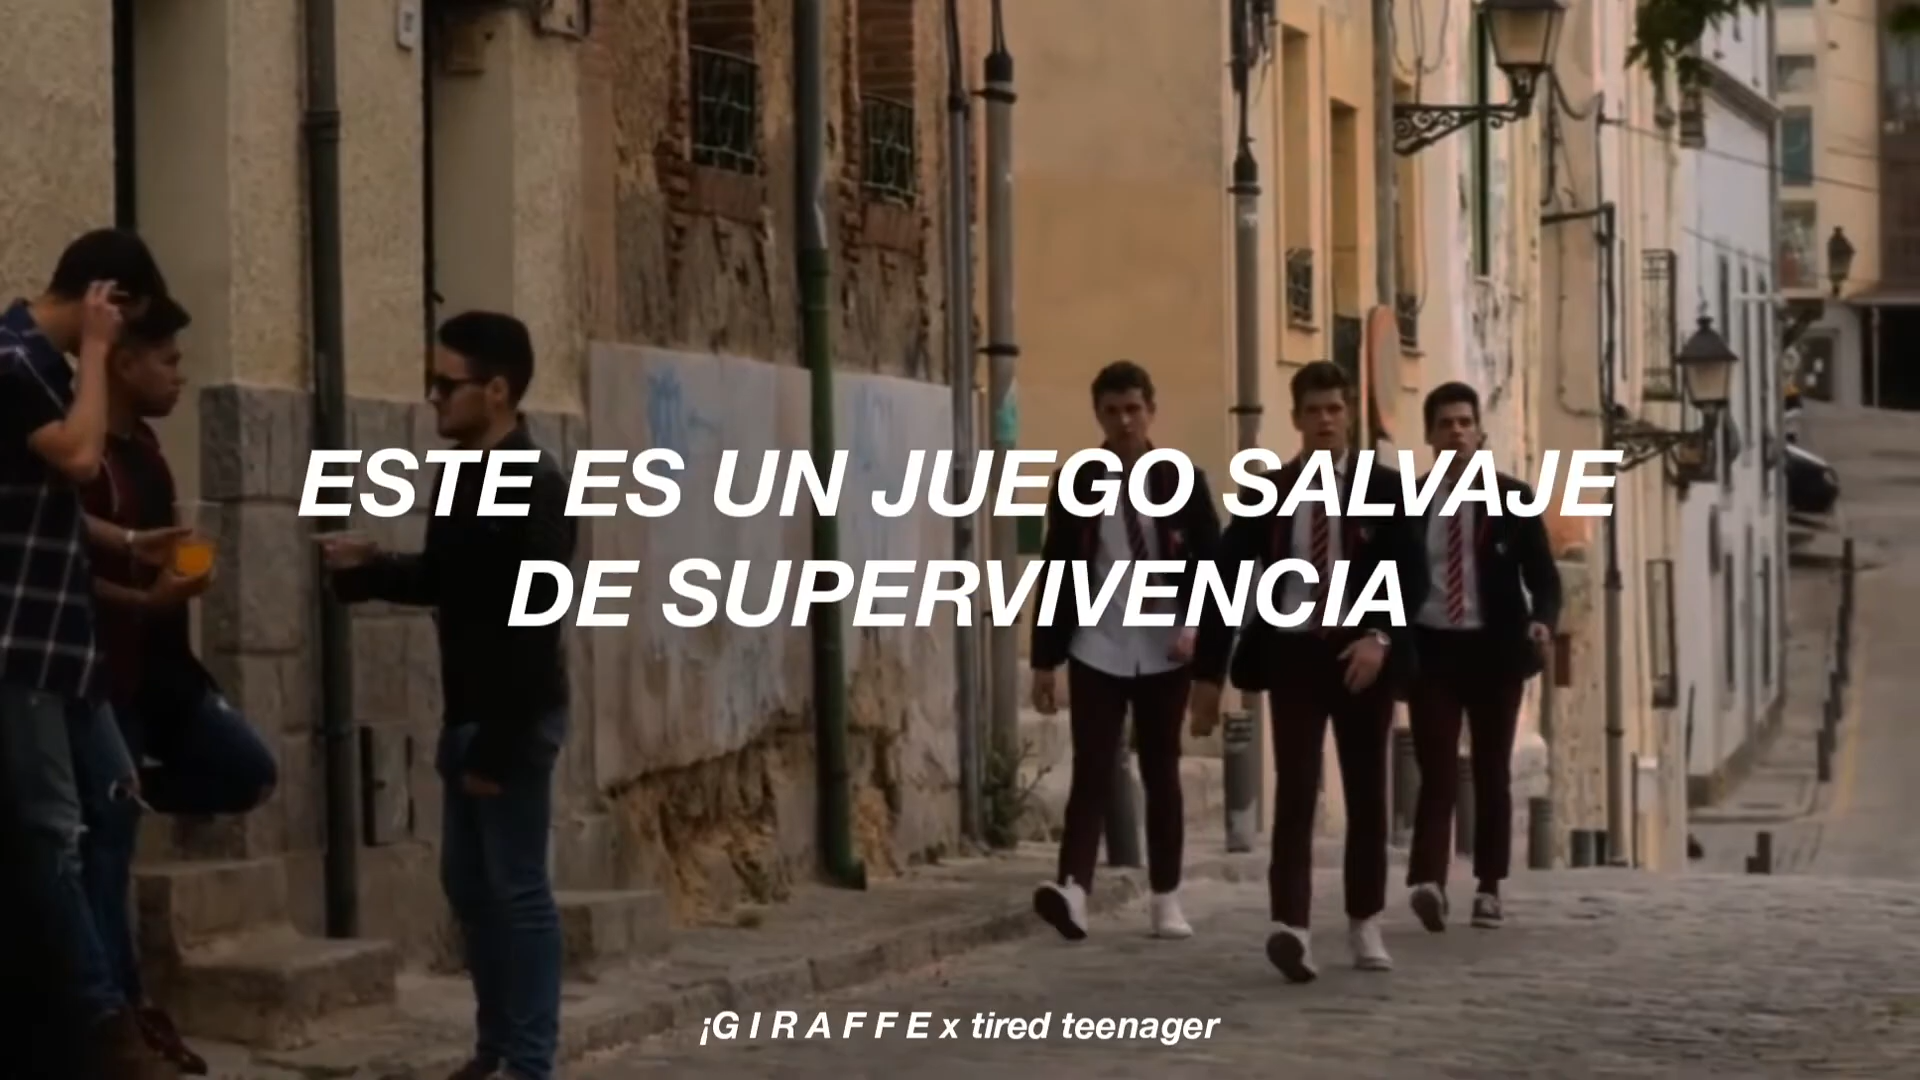 ESTE ES UN JUEGO SALVAJE
DE SUPERVIVENCIA
¡G I R A F F E x tired teenager